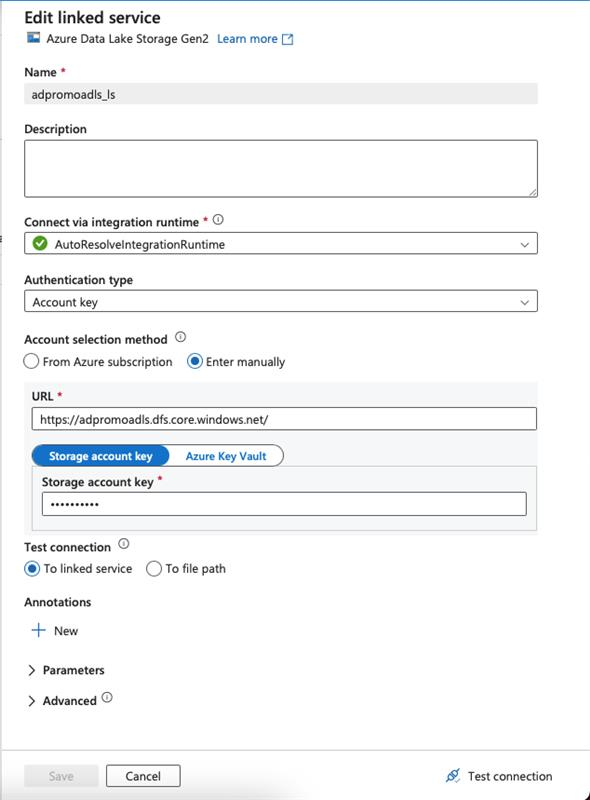 Edit linked service
Azure Data Lake Storage Gen2 Learn more
Name *
adpromoadls_ls
Description
Connect via integration runtime *
AutoResolveIntegrationRuntime
Authentication type
Account key
Account selection method
From Azure subscription Enter manually
URL *
https://adpromoadls.dfs.core.windows.net/
Storage account key Azure Key Vault
Storage account key *
••••••••••
Test connection
To linked service To file path
Annotations
New
Parameters
Advanced
Save Cancel Test connection